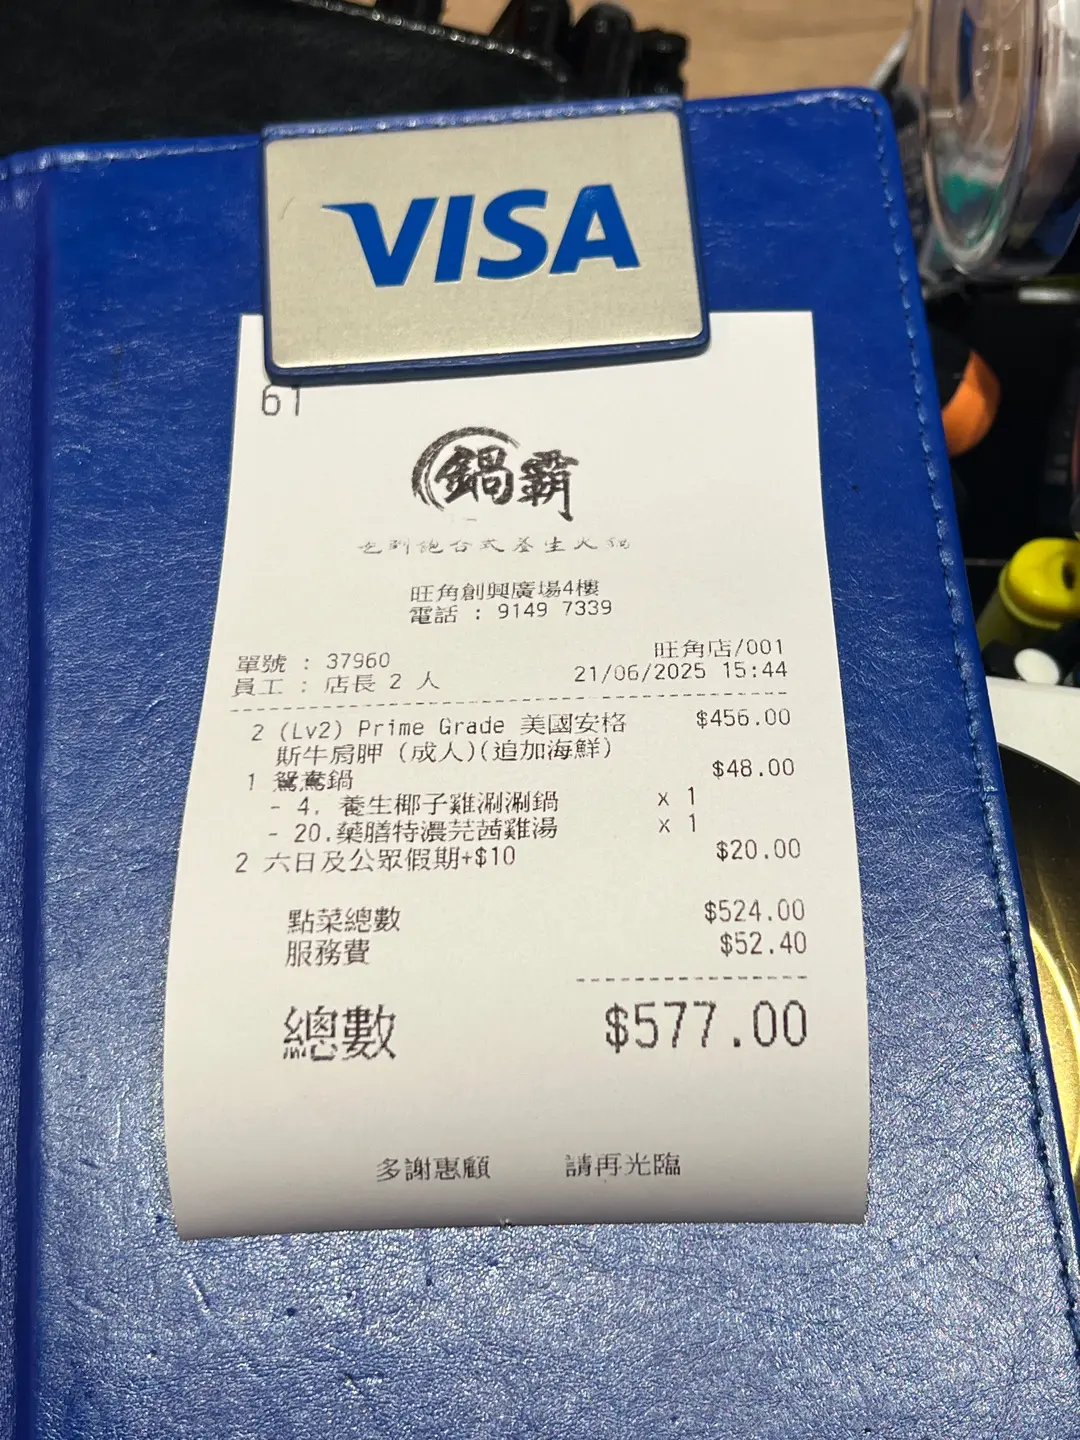 VISA
61
鍋霸
旺角創興廣場4樓
電話 : 9149 7339
單號 : 37960 旺角店/001
員工 : 店長 2 人 21/06/2025 15:44
2 (Lv2) Prime Grade 美國安格 $456.00
斯牛肩胛 (成人)(追加海鮮)
1 鴛鴦鍋 $48.00
- 4. 養生椰子雞涮涮鍋 x 1
- 20.藥膳特濃芫茜雞湯 x 1
2 六日及公眾假期+$10 $20.00
點菜總數 $524.00
服務費 $52.40
總數 $577.00
多謝惠顧 請再光臨